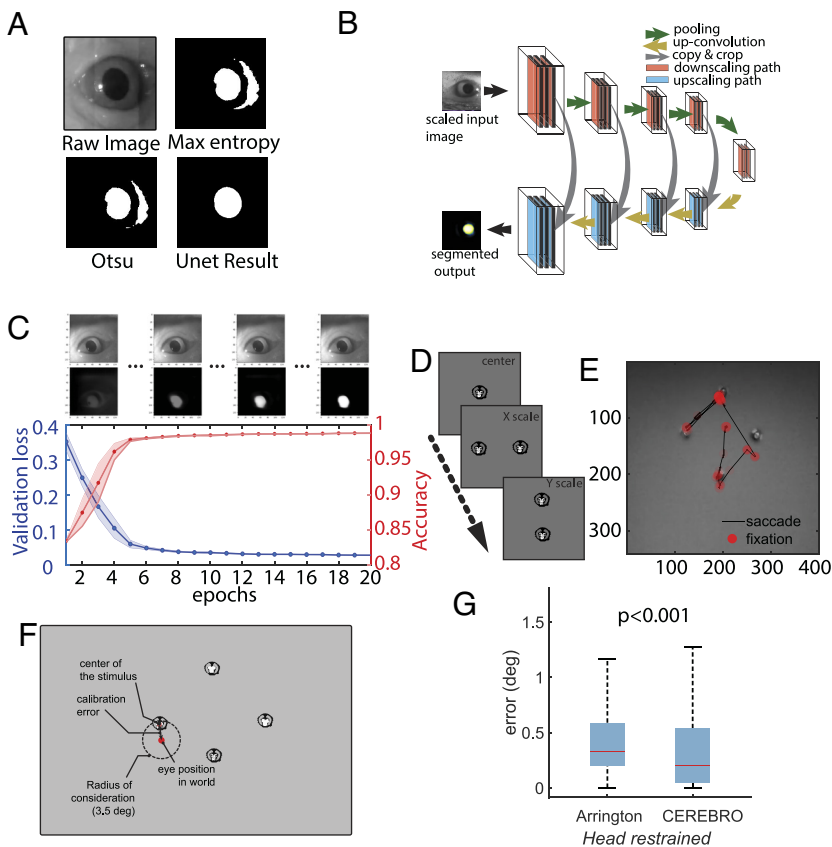 A
Raw Image
Max entropy
Otsu
Unet Result
B
pooling
up-convolution
copy & crop
downscaling path
upscaling path
scaled input
image
segmented
output
C
... ... ...
Validation loss
0.4
0.3
0.2
0.1
0
Accuracy
1
0.95
0.9
0.85
0.8
2 4 6 8 10 12 14 16 18 20
epochs
D
center
X scale
Y scale
E
100
200
300
100 200 300 400
saccade
fixation
F
center of
the stimulus
calibration
error
eye position
in world
Radius of
consideration
(3.5 deg)
G
p<0.001
error (deg)
1.5
1
0.5
0
Arrington CEREBRO
Head restrained